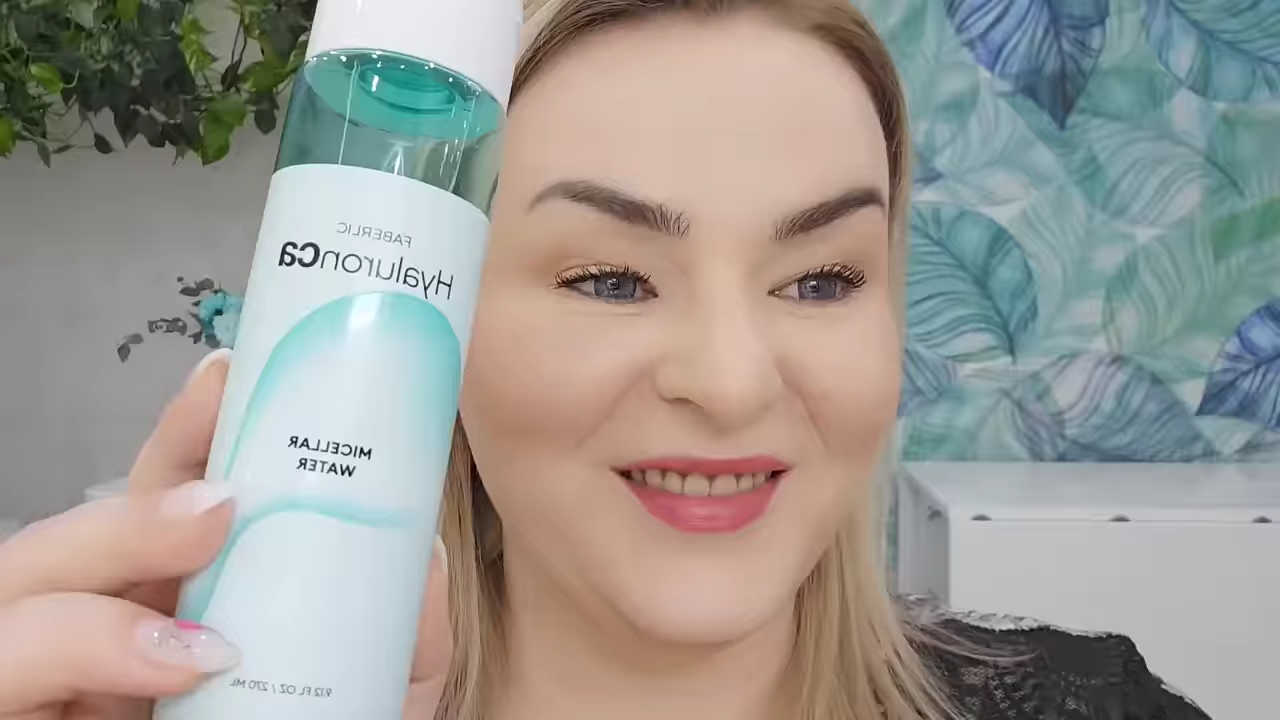 FABERLIC
HyaluronCa
MICELLAR
WATER
9.12 FL OZ / 270 ML